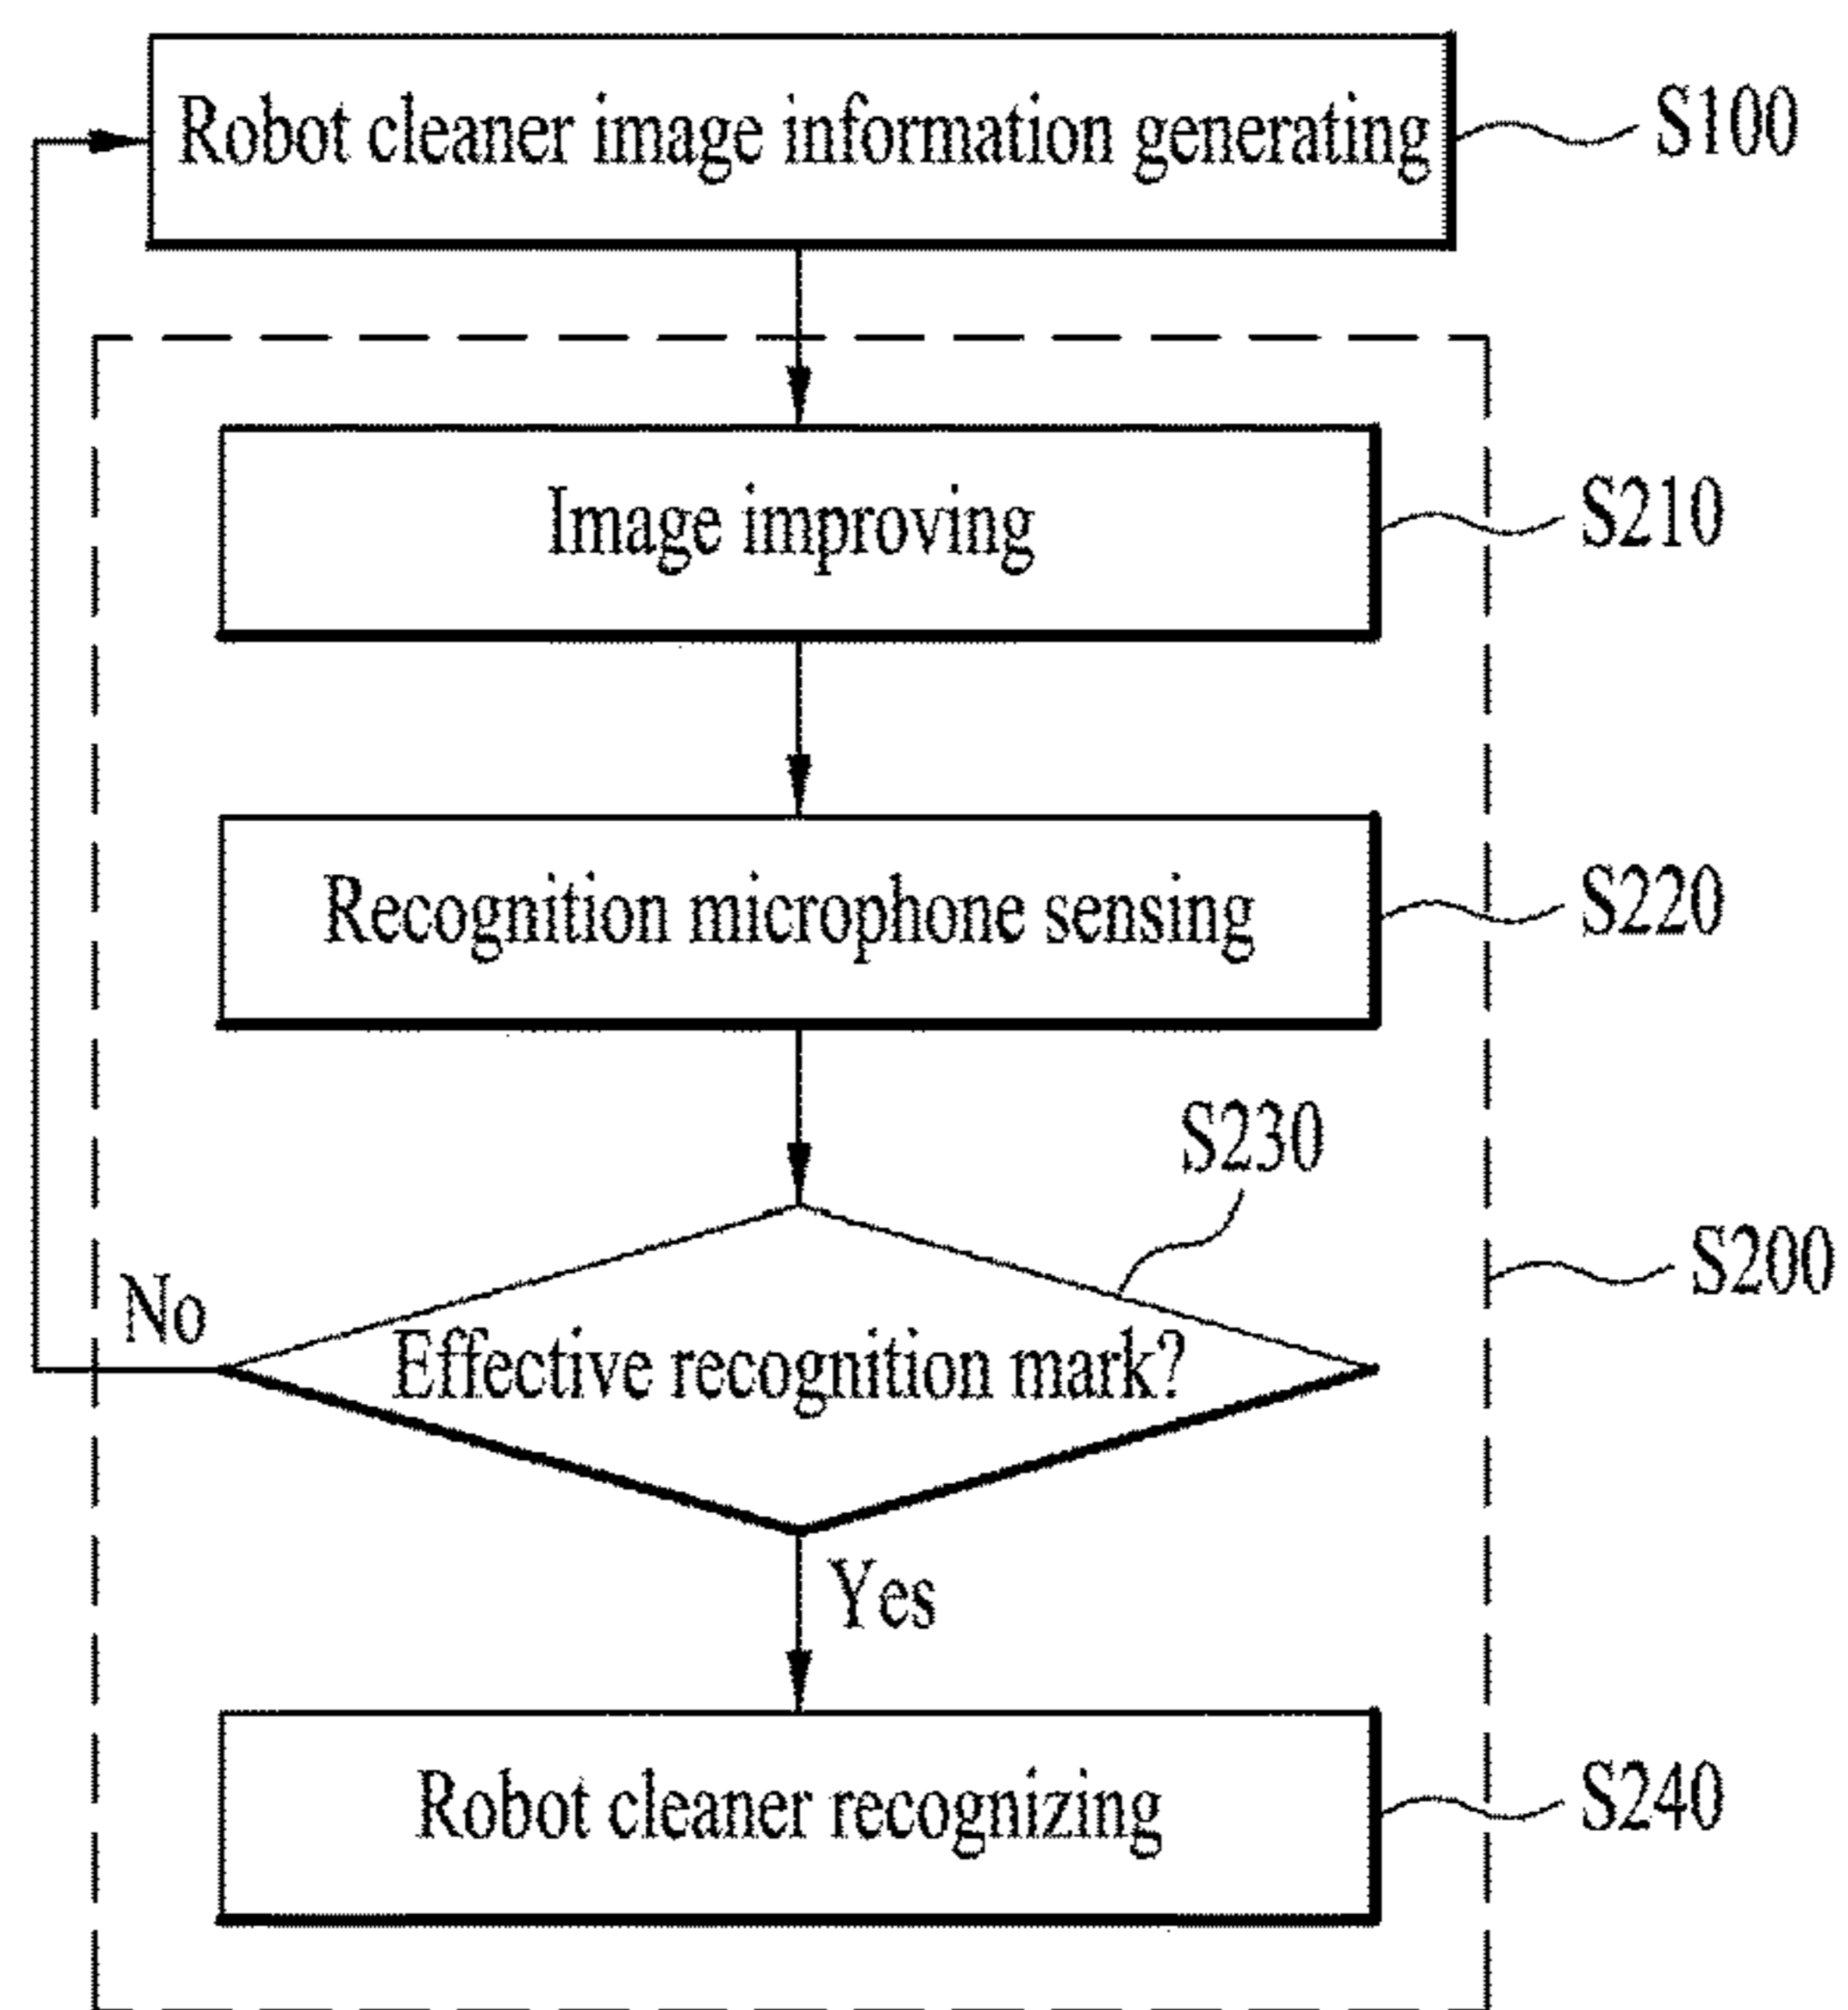 Robot cleaner image information generating
S100
Image improving
S210
Recognition microphone sensing
S220
S230
Effective recognition mark?
No
S200
Yes
Robot cleaner recognizing
S240